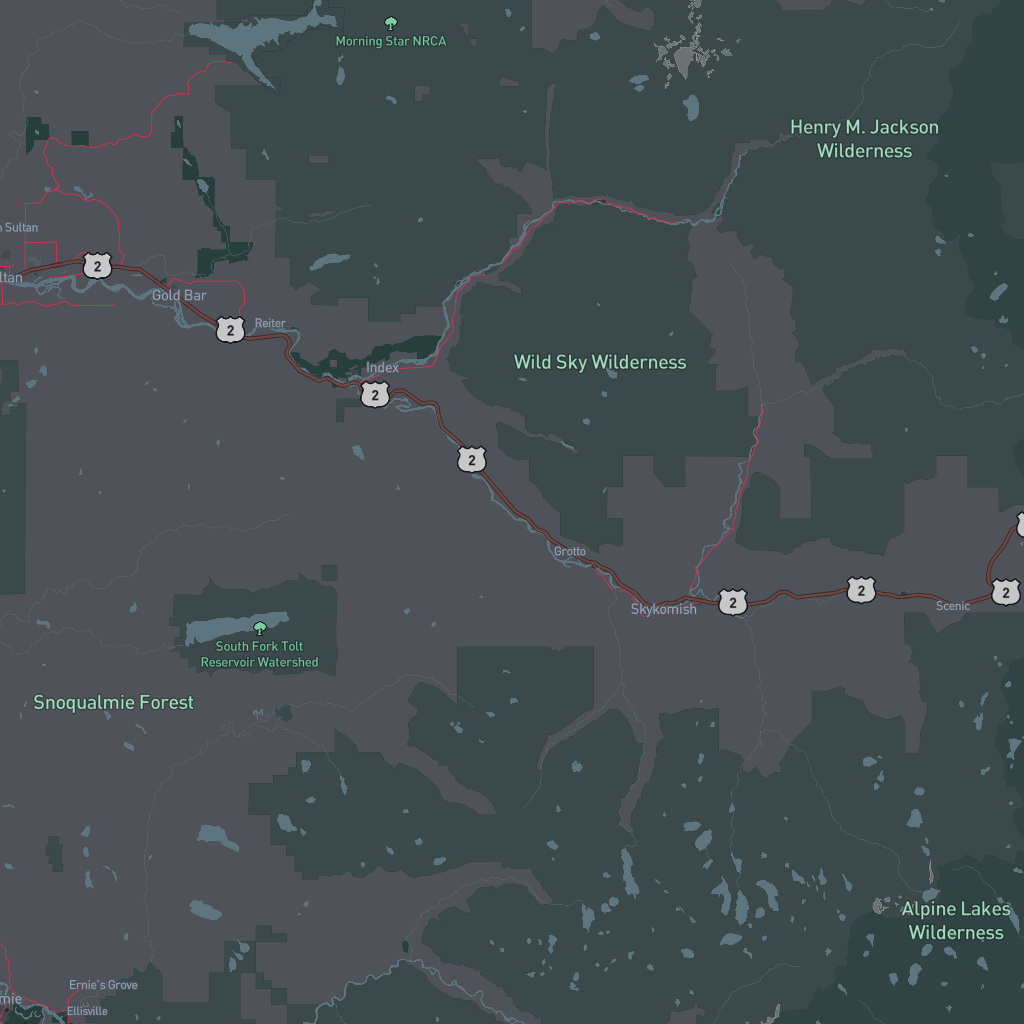 Morning Star NRCA
Henry M. Jackson
Wilderness
Sultan
ltan
2
Gold Bar
2
Reiter
Wild Sky Wilderness
Index
2
2
Grotto
Skykomish
2
2
2
Scenic
South Fork Tolt
Reservoir Watershed
Snoqualmie Forest
Alpine Lakes
Wilderness
Ernie's Grove
mie
Ellisville